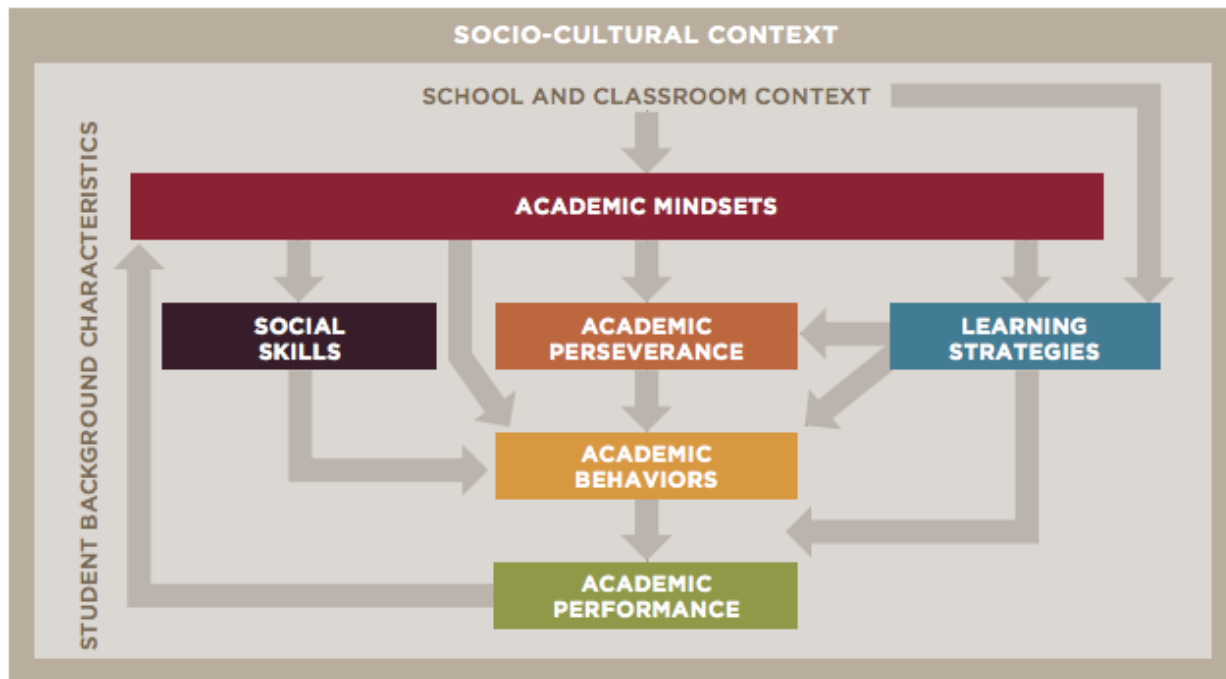 SOCIO-CULTURAL CONTEXT
SCHOOL AND CLASSROOM CONTEXT
STUDENT BACKGROUND CHARACTERISTICS
ACADEMIC MINDSETS
SOCIAL
SKILLS
ACADEMIC
PERSEVERANCE
LEARNING
STRATEGIES
ACADEMIC
BEHAVIORS
ACADEMIC
PERFORMANCE